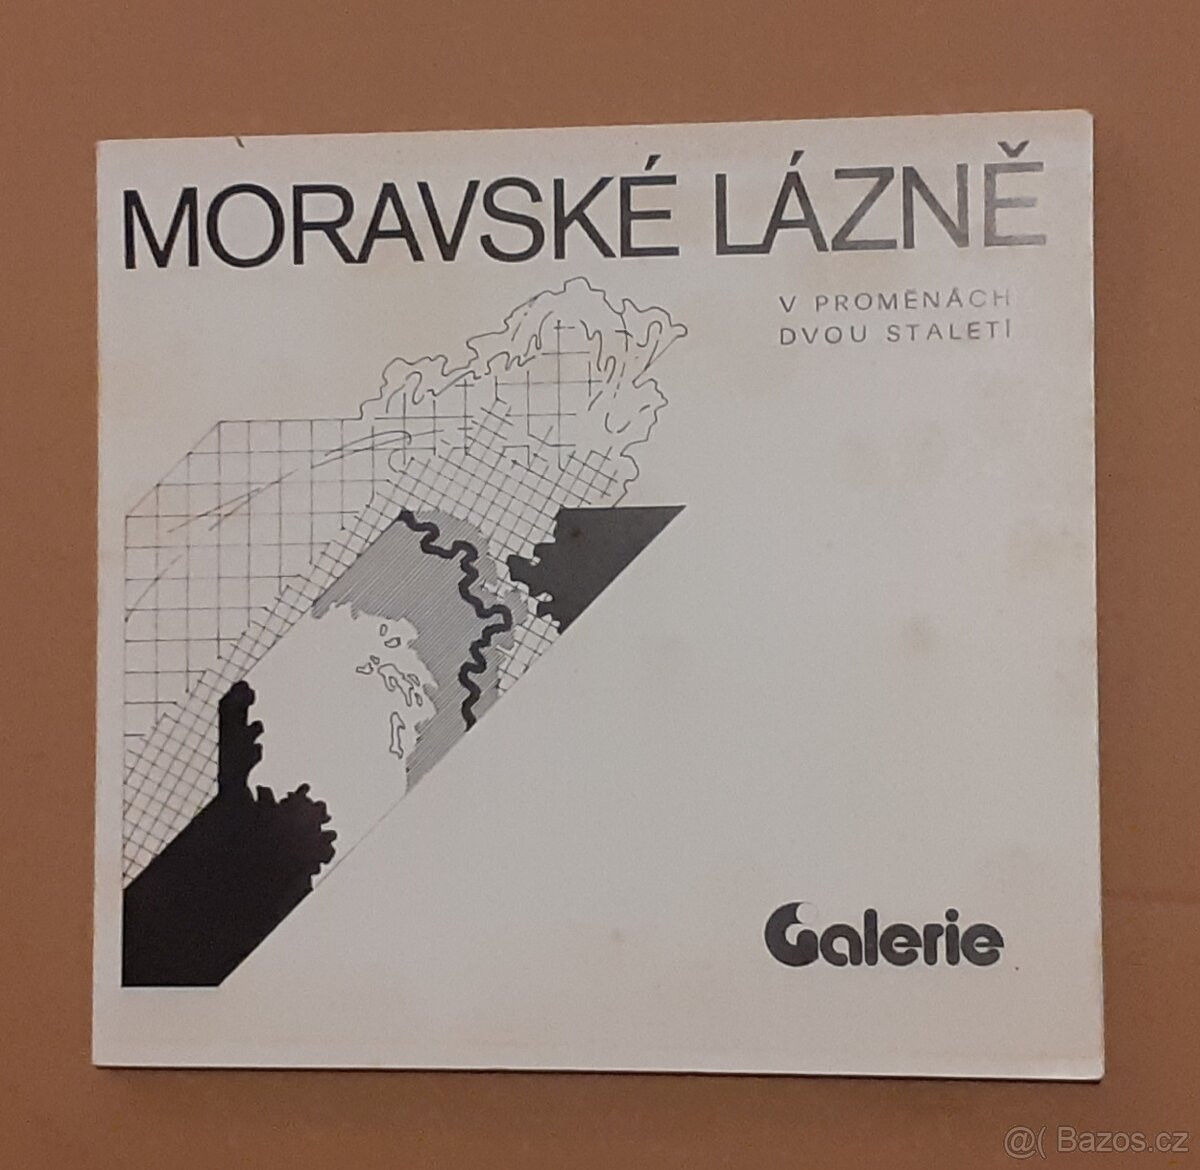 MORAVSKÉ LÁZNĚ
V PROMĚNÁCH
DVOU STALETÍ
Galerie
@( Bazos.cz